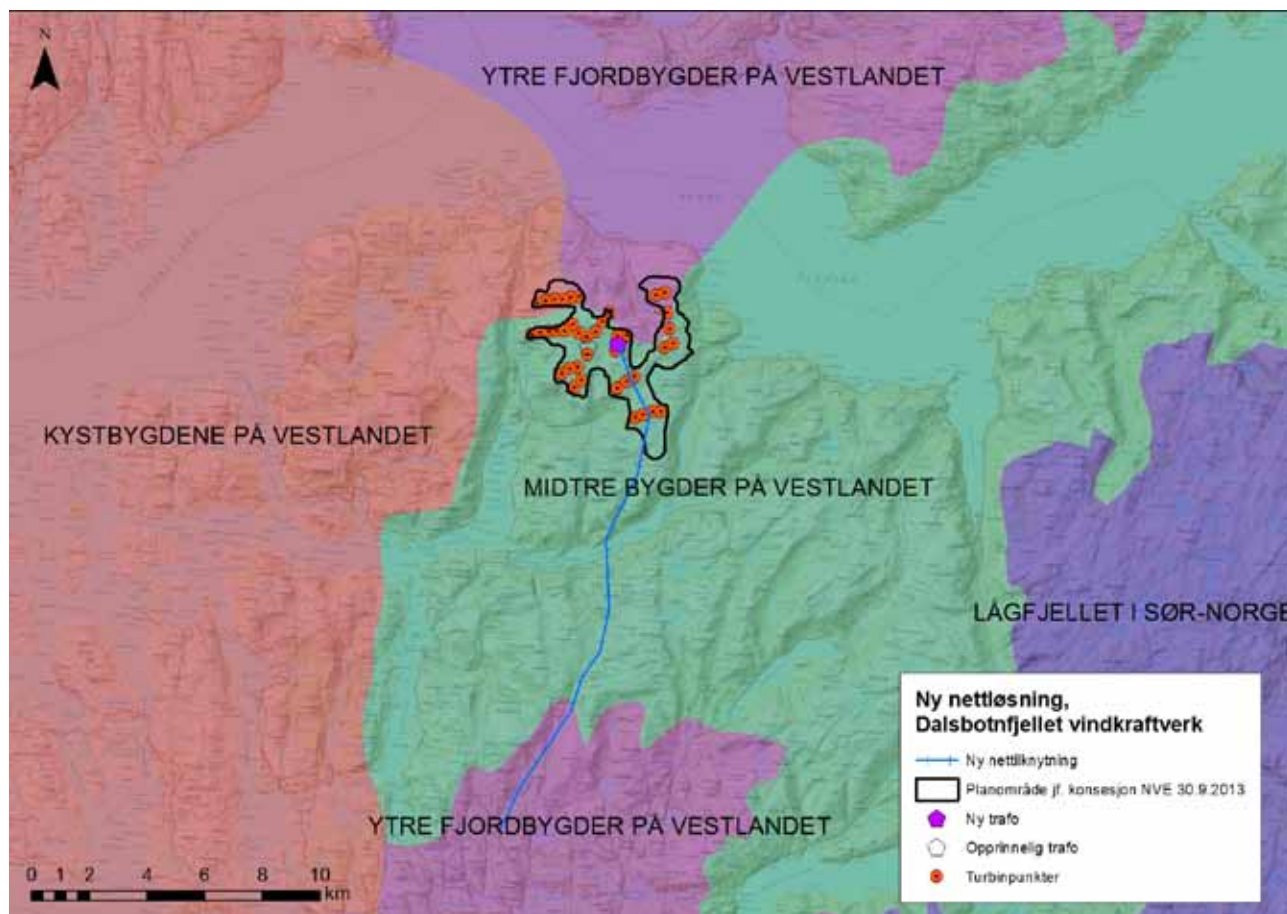 N
YTRE FJORDBYGDER PÅ VESTLANDET
KYSTBYGDENE PÅ VESTLANDET
MIDTRE BYGDER PÅ VESTLANDET
LÅGFJELLET I SØR-NORGE
YTRE FJORDBYGDER PÅ VESTLANDET
Ny nettløsning,
Dalsbotnfjellet vindkraftverk
Ny nettilknytning
Planområde jf. konsesjon NVE 30.9.2013
Ny trafo
Opprinnelig trafo
Turbinpunkter
0 1 2 4 6 8 10
km